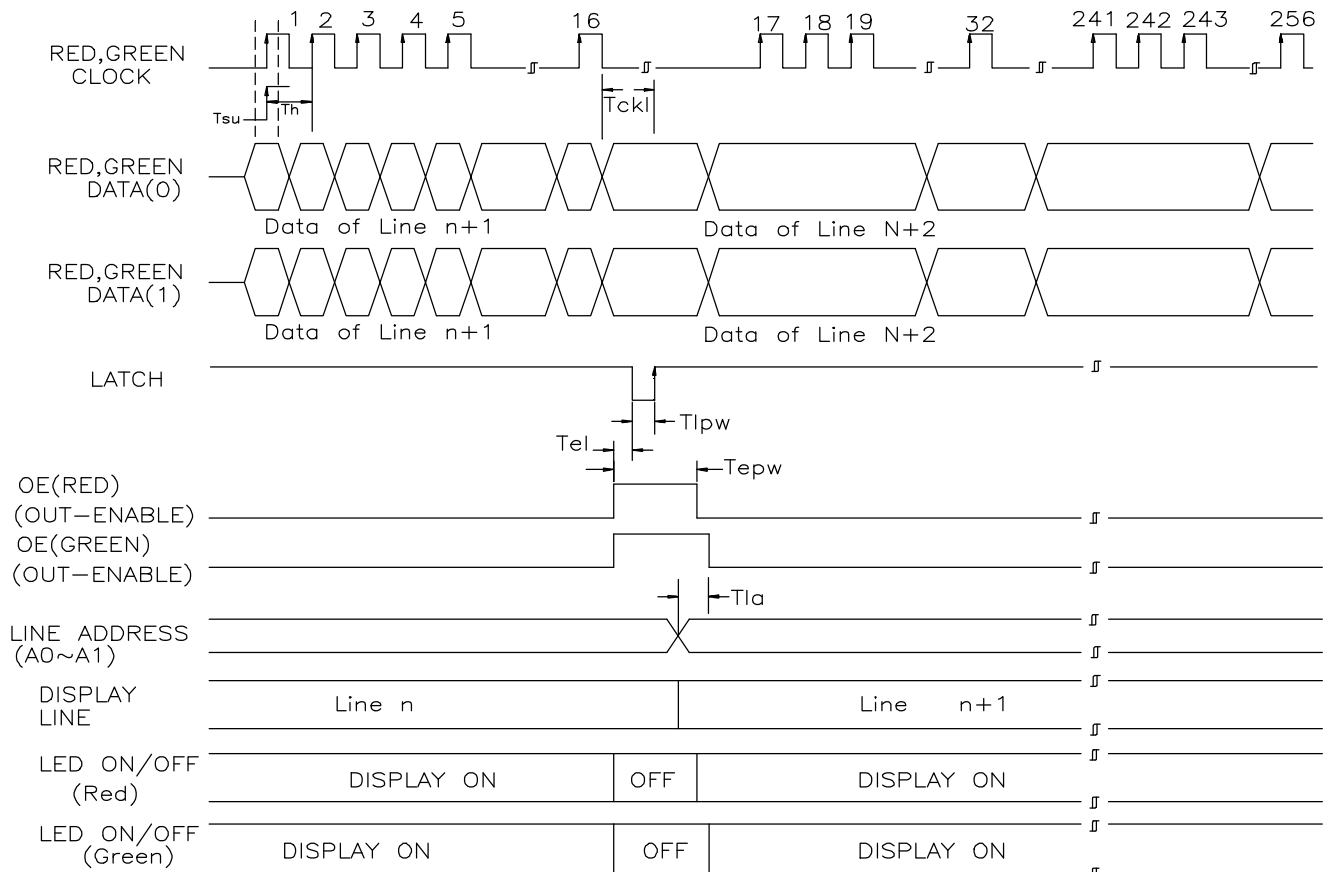 1 2 3 4 5 16 17 18 19 32 241 242 243 256
RED,GREEN
CLOCK
Tsu
Th
Tckl
RED,GREEN
DATA(0)
Data of Line n+1
Data of Line N+2
RED,GREEN
DATA(1)
Data of Line n+1
Data of Line N+2
LATCH
Tlpw
Tel
Tepw
OE(RED)
(OUT-ENABLE)
OE(GREEN)
(OUT-ENABLE)
Tla
LINE ADDRESS
(A0~A1)
DISPLAY
LINE
Line n
Line n+1
LED ON/OFF
(Red)
DISPLAY ON
OFF
DISPLAY ON
LED ON/OFF
(Green)
DISPLAY ON
OFF
DISPLAY ON